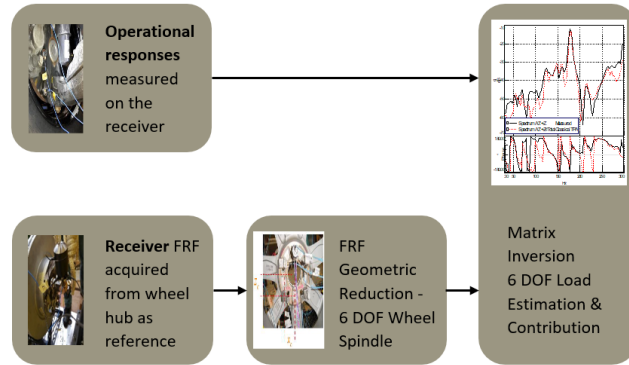 Operational
responses
measured
on the
receiver
Receiver FRF
acquired
from wheel
hub as
reference
FRF
Geometric
Reduction -
6 DOF Wheel
Spindle
Matrix
Inversion
6 DOF Load
Estimation &
Contribution